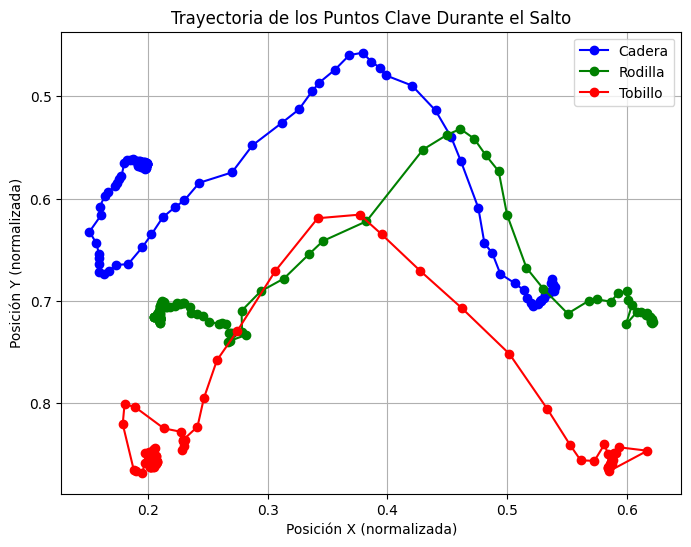 Trayectoria de los Puntos Clave Durante el Salto
Cadera
Rodilla
Tobillo
Posición Y (normalizada)
0.5
0.6
0.7
0.8
0.2 0.3 0.4 0.5 0.6
Posición X (normalizada)